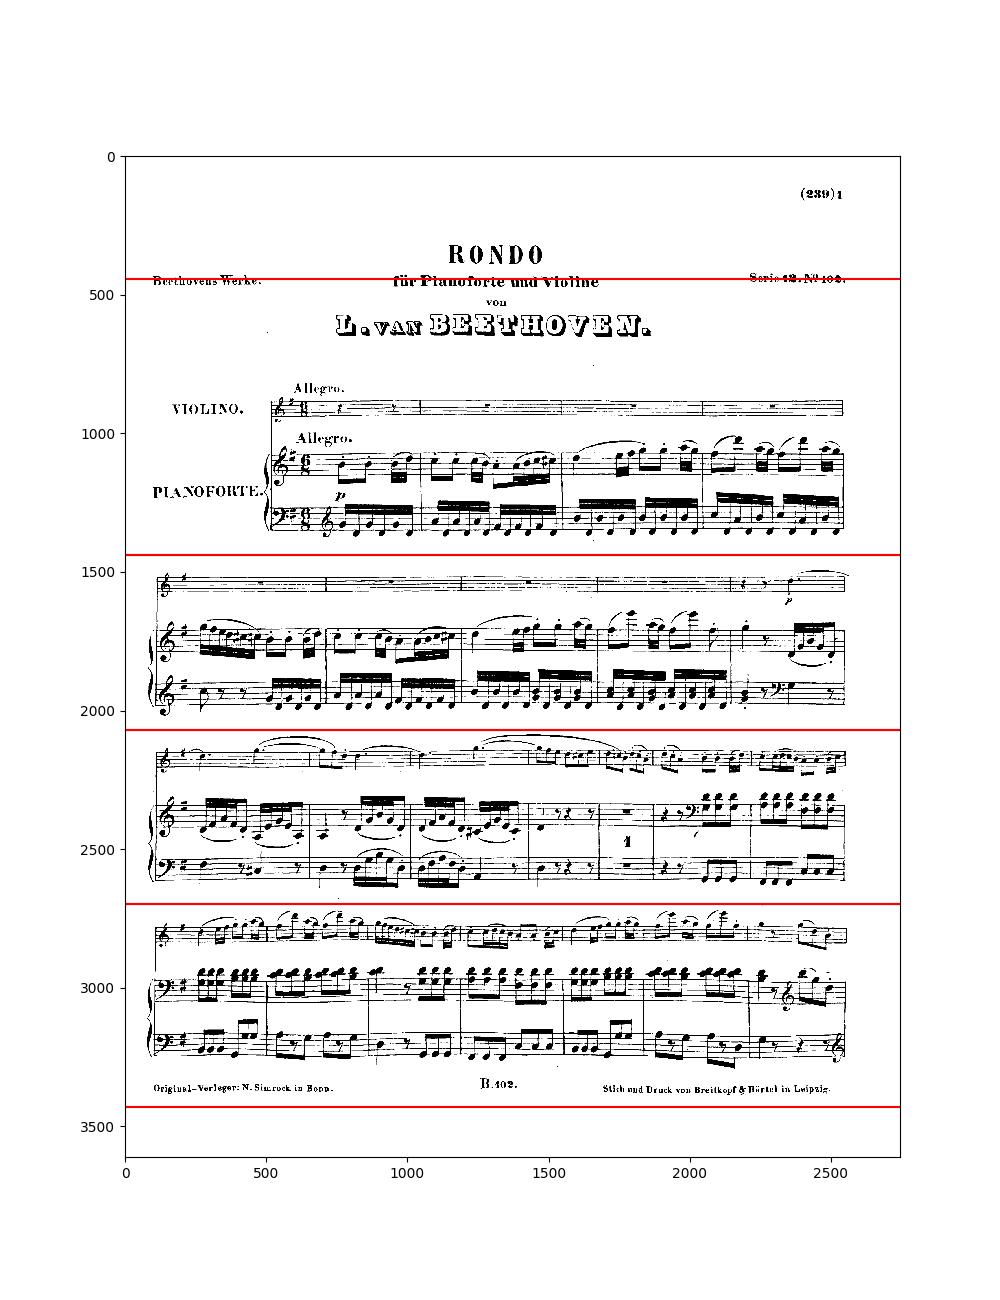 (239) 1
RONDO
Beethovens Werke. für Pianoforte und Violine Serie 12. No 102.
von
L. VAN BEETHOVEN.
Allegro.
VIOLINO.
Allegro.
PIANOFORTE.
p
p
1
Original-Verleger: N. Simrock in Bonn. B. 102. Stich und Druck von Breitkopf & Härtel in Leipzig.
0
500
1000
1500
2000
2500
3000
3500
0 500 1000 1500 2000 2500